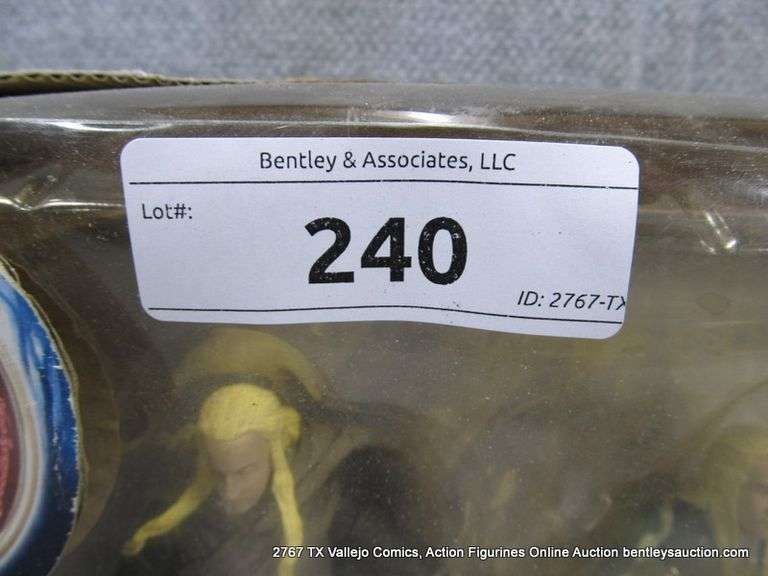 Bentley & Associates, LLC
Lot#:
240
ID: 2767-TX
2767 TX Vallejo Comics, Action Figurines Online Auction bentleysauction.com